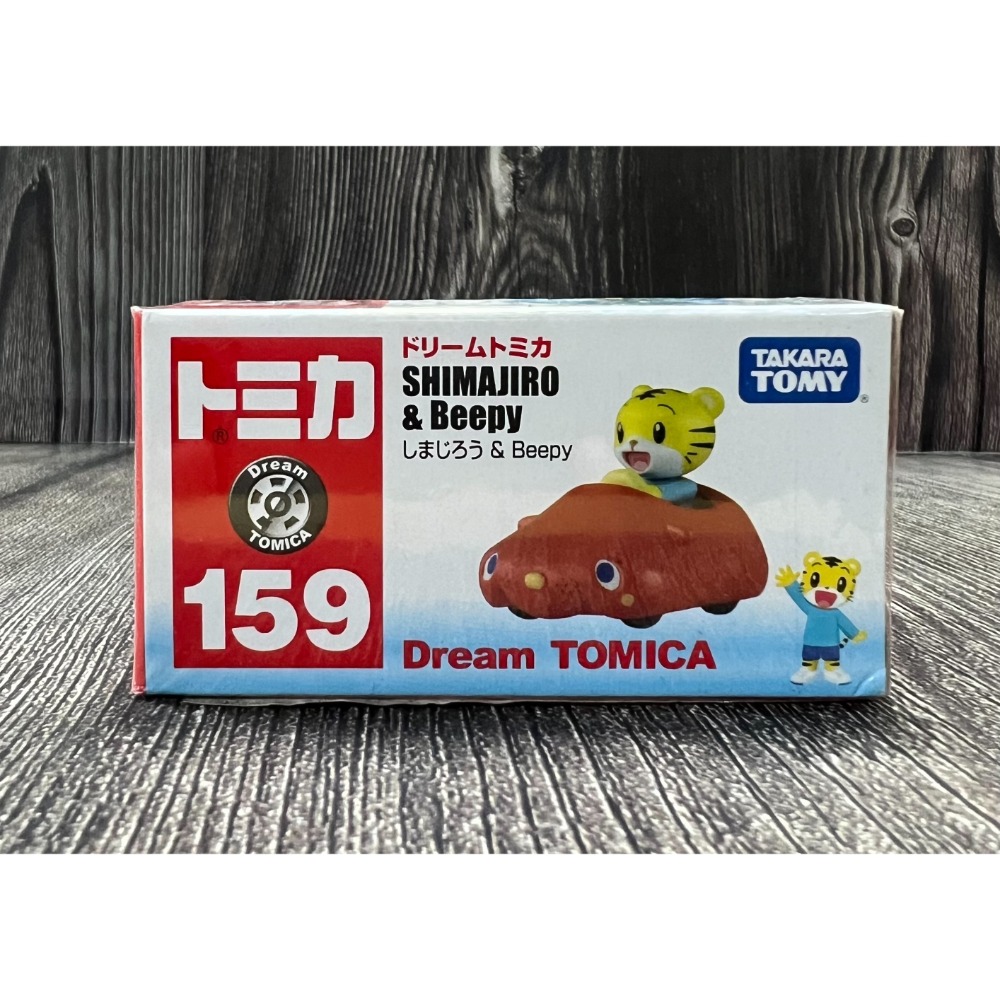 トミカ
®
Dream
TOMICA
159
ドリームトミカ
SHIMAJIRO
& Beepy
しまじろう & Beepy
Dream TOMICA
TAKARA
TOMY
®